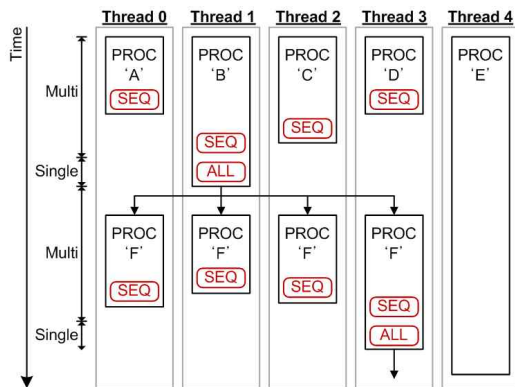 Thread 0 Thread 1 Thread 2 Thread 3 Thread 4
Time
Multi
Single
Multi
Single
PROC
'A'
SEQ
PROC
'B'
SEQ
ALL
PROC
'C'
SEQ
PROC
'D'
SEQ
PROC
'E'
PROC
'F'
SEQ
PROC
'F'
SEQ
PROC
'F'
SEQ
PROC
'F'
SEQ
ALL